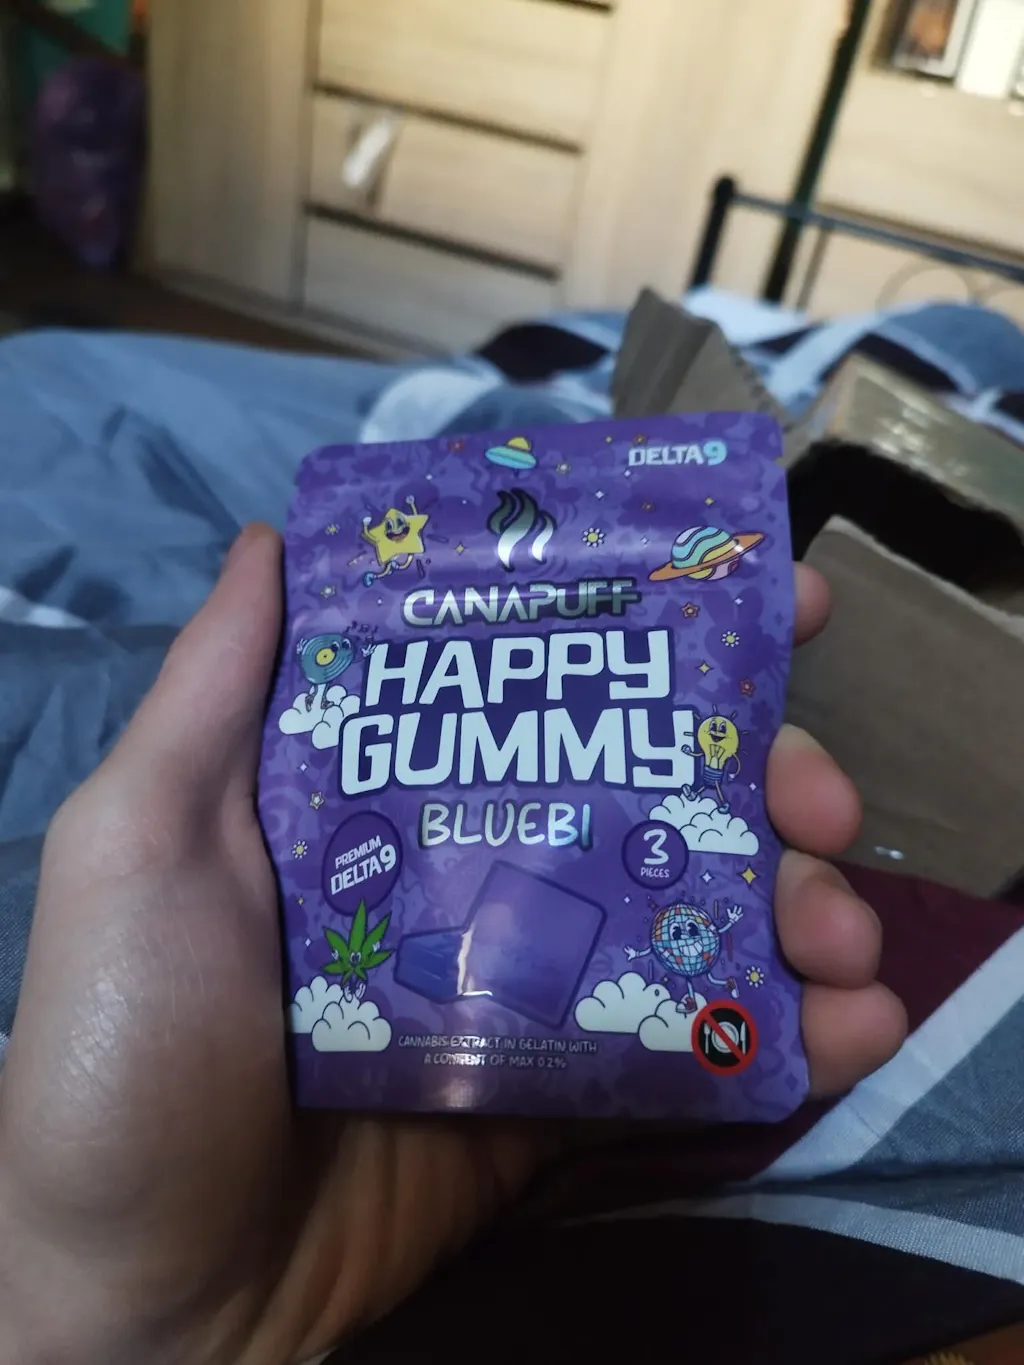 DELTA9
CANAPUFF
HAPPY
GUMMY
BLUEBI
PREMIUM
DELTA9
3
PIECES
CANNABIS EXTRACT IN GELATIN WITH
A CONTENT OF MAX 0.2%